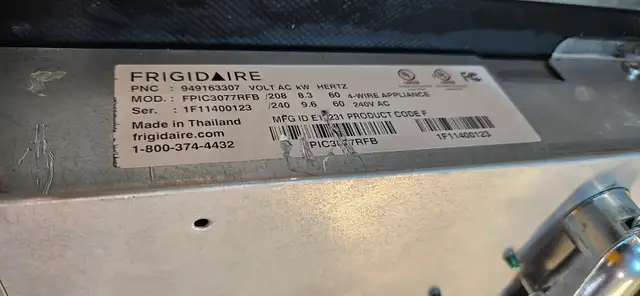 FRIGIDAIRE
PNC : 949163307 VOLT AC kW HERTZ
MOD. : FPIC3077RFB /208 8.3 60 4-WIRE APPLIANCE
Ser. : 1F11400123 /240 9.6 60 240V AC
Made in Thailand
MFG ID PRODUCT CODE F
frigidaire.com
1-800-374-4432
PIC3077RFB
1F11400123